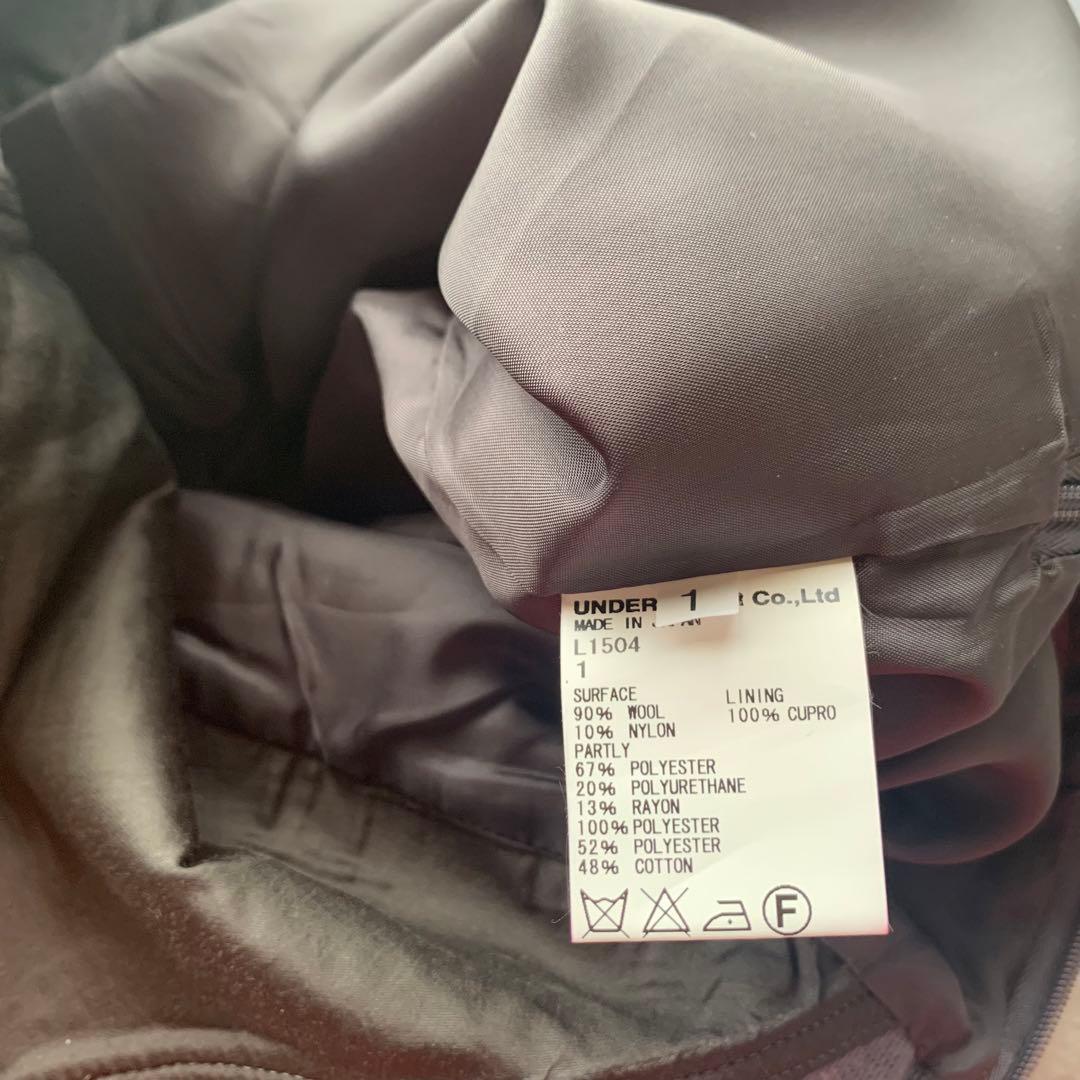 UNDER 1 R Co.,Ltd
MADE IN
L1504
1
SURFACE LINING
90% WOOL 100% CUPRO
10% NYLON
PARTLY
67% POLYESTER
20% POLYURETHANE
13% RAYON
100% POLYESTER
52% POLYESTER
48% COTTON
F